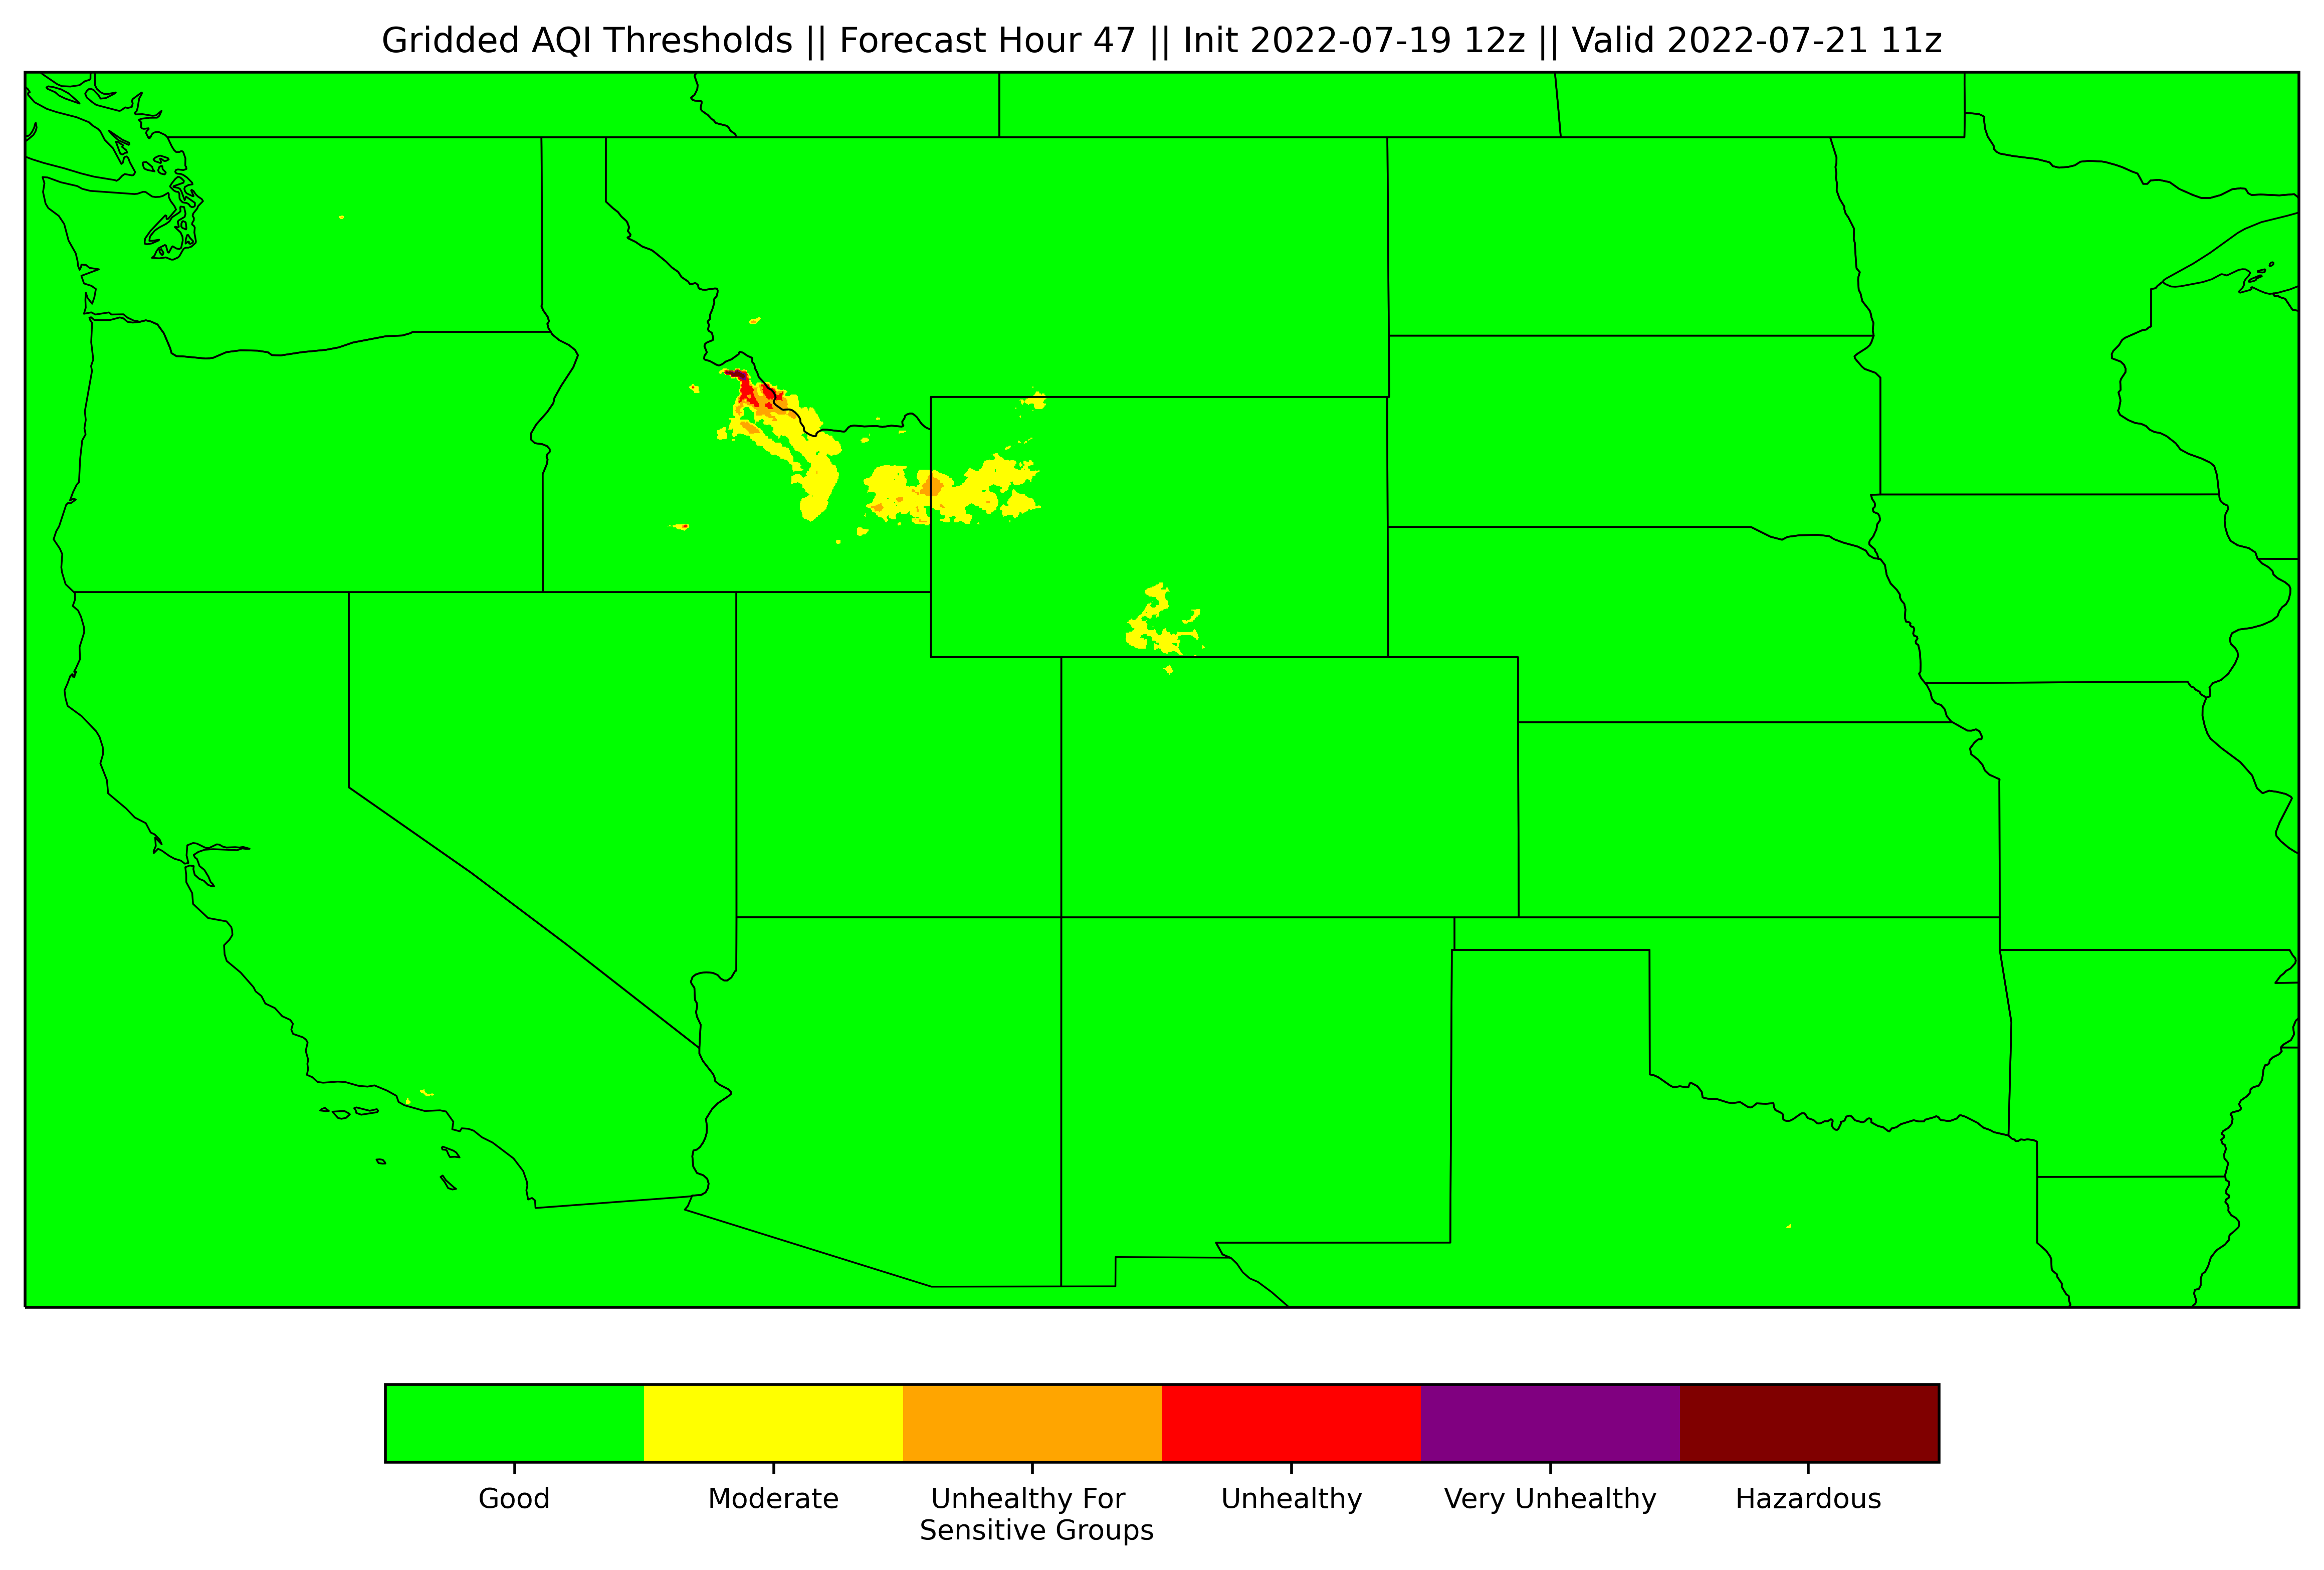 Gridded AQI Thresholds || Forecast Hour 47 || Init 2022-07-19 12z || Valid 2022-07-21 11z
Good
Moderate
Unhealthy For
Sensitive Groups
Unhealthy
Very Unhealthy
Hazardous